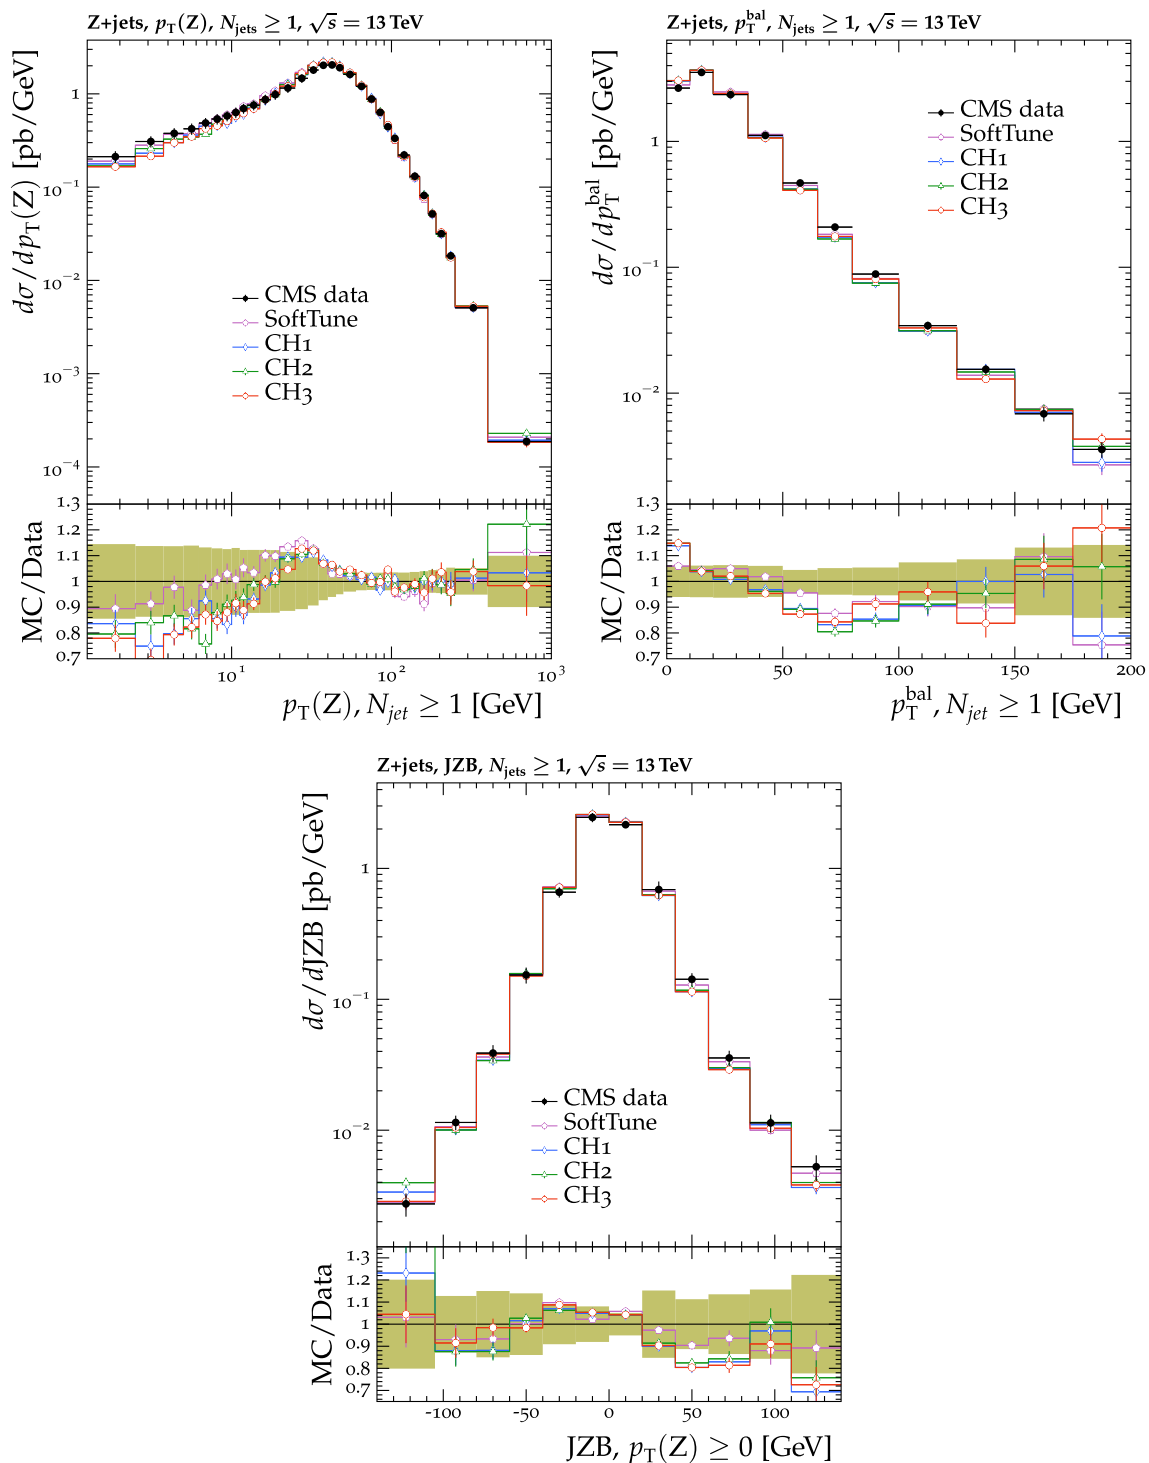 Z+jets, pT(Z), Njets ≥ 1, √s = 13 TeV
dσ/dpT(Z) [pb/GeV]
1
10−1
10−2
10−3
10−4
CMS data
SoftTune
CH1
CH2
CH3
MC/Data
1.3
1.2
1.1
1
0.9
0.8
0.7
101
102
103
pT(Z), Njet ≥ 1 [GeV]
Z+jets, pTbal, Njets ≥ 1, √s = 13 TeV
dσ/dpTbal [pb/GeV]
1
10−1
10−2
CMS data
SoftTune
CH1
CH2
CH3
MC/Data
1.3
1.2
1.1
1
0.9
0.8
0.7
0
50
100
150
200
pTbal, Njet ≥ 1 [GeV]
Z+jets, JZB, Njets ≥ 1, √s = 13 TeV
dσ/dJZB [pb/GeV]
1
10−1
10−2
CMS data
SoftTune
CH1
CH2
CH3
MC/Data
1.3
1.2
1.1
1
0.9
0.8
0.7
-100
-50
0
50
100
JZB, pT(Z) ≥ 0 [GeV]